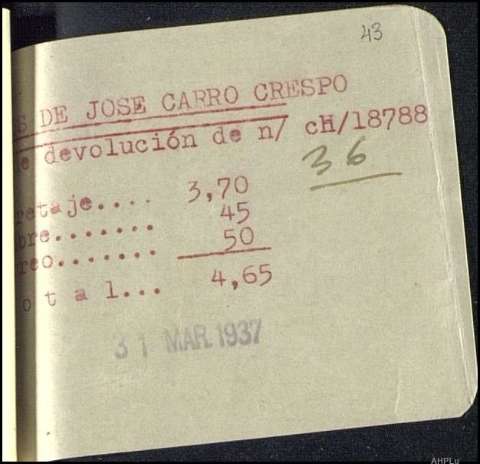 43
S DE JOSE CARRO CRESPO
e devolución de n/ cH/18788
36
retaje.... 3,70
bre....... 45
reo....... 50
o t a l... 4,65
31 MAR. 1937
AHPLu